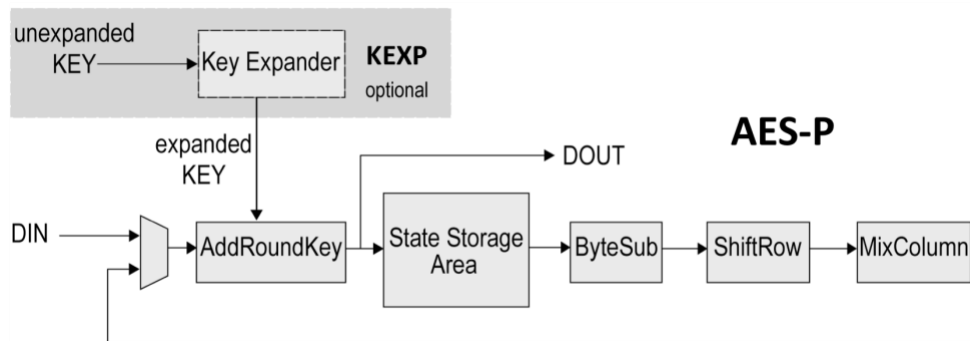 unexpanded
KEY
Key Expander
KEXP
optional
expanded
KEY
AES-P
DOUT
DIN
AddRoundKey
State Storage
Area
ByteSub
ShiftRow
MixColumn